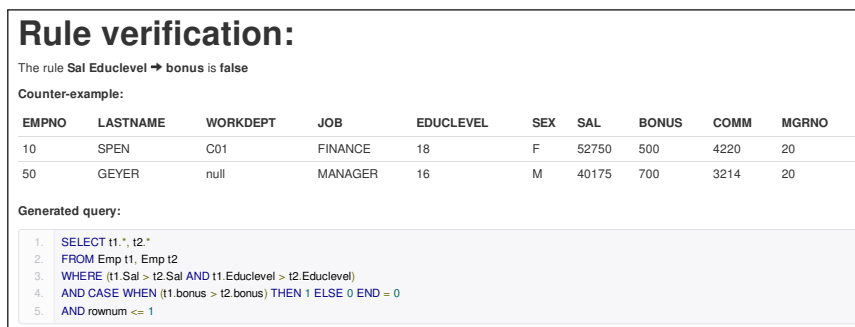 Rule verification:
The rule Sal Educlevel ➔ bonus is false
Counter-example:
EMPNO LASTNAME WORKDEPT JOB EDUCLEVEL SEX SAL BONUS COMM MGRNO
10 SPEN C01 FINANCE 18 F 52750 500 4220 20
50 GEYER null MANAGER 16 M 40175 700 3214 20
Generated query:
1. SELECT t1.*, t2.*
2. FROM Emp t1, Emp t2
3. WHERE (t1.Sal > t2.Sal AND t1.Educlevel > t2.Educlevel)
4. AND CASE WHEN (t1.bonus > t2.bonus) THEN 1 ELSE 0 END = 0
5. AND rownum <= 1